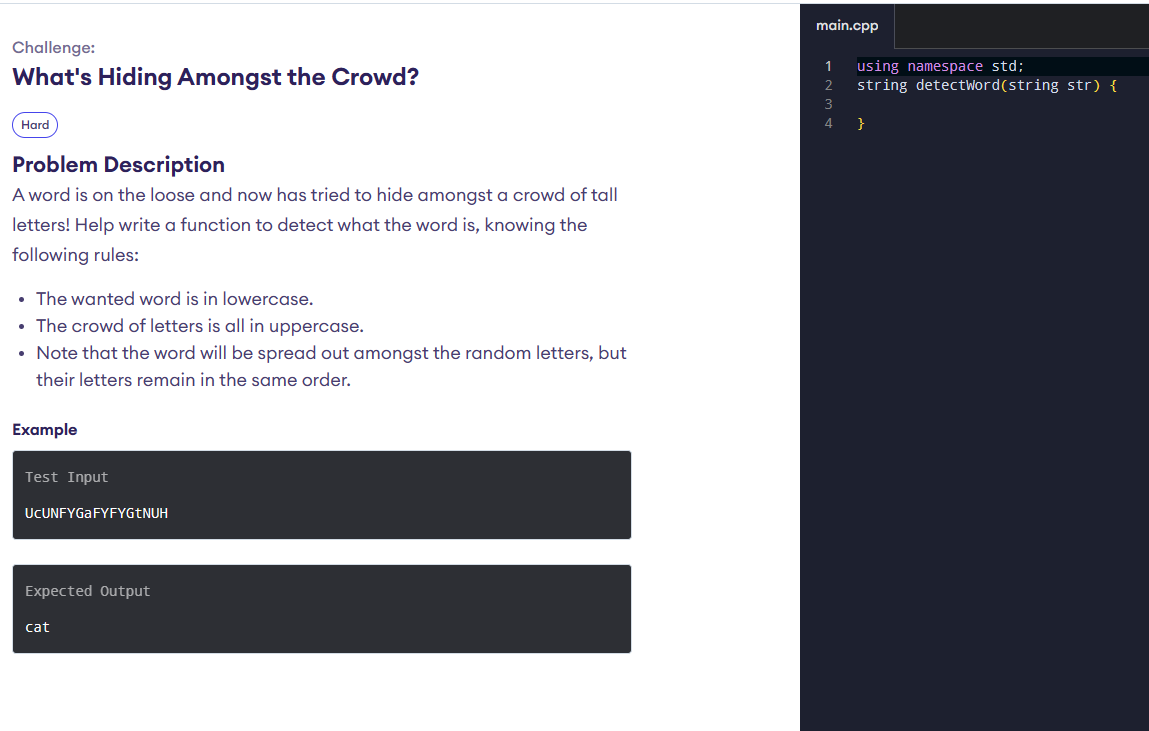 Challenge:
What's Hiding Amongst the Crowd?
Hard
Problem Description
A word is on the loose and now has tried to hide amongst a crowd of tall
letters! Help write a function to detect what the word is, knowing the
following rules:
• The wanted word is in lowercase.
• The crowd of letters is all in uppercase.
• Note that the word will be spread out amongst the random letters, but
their letters remain in the same order.
Example
Test Input
UcUNFYGaFYFYGtNUH
Expected Output
cat
main.cpp
1 using namespace std;
2 string detectWord(string str) {
3
4 }